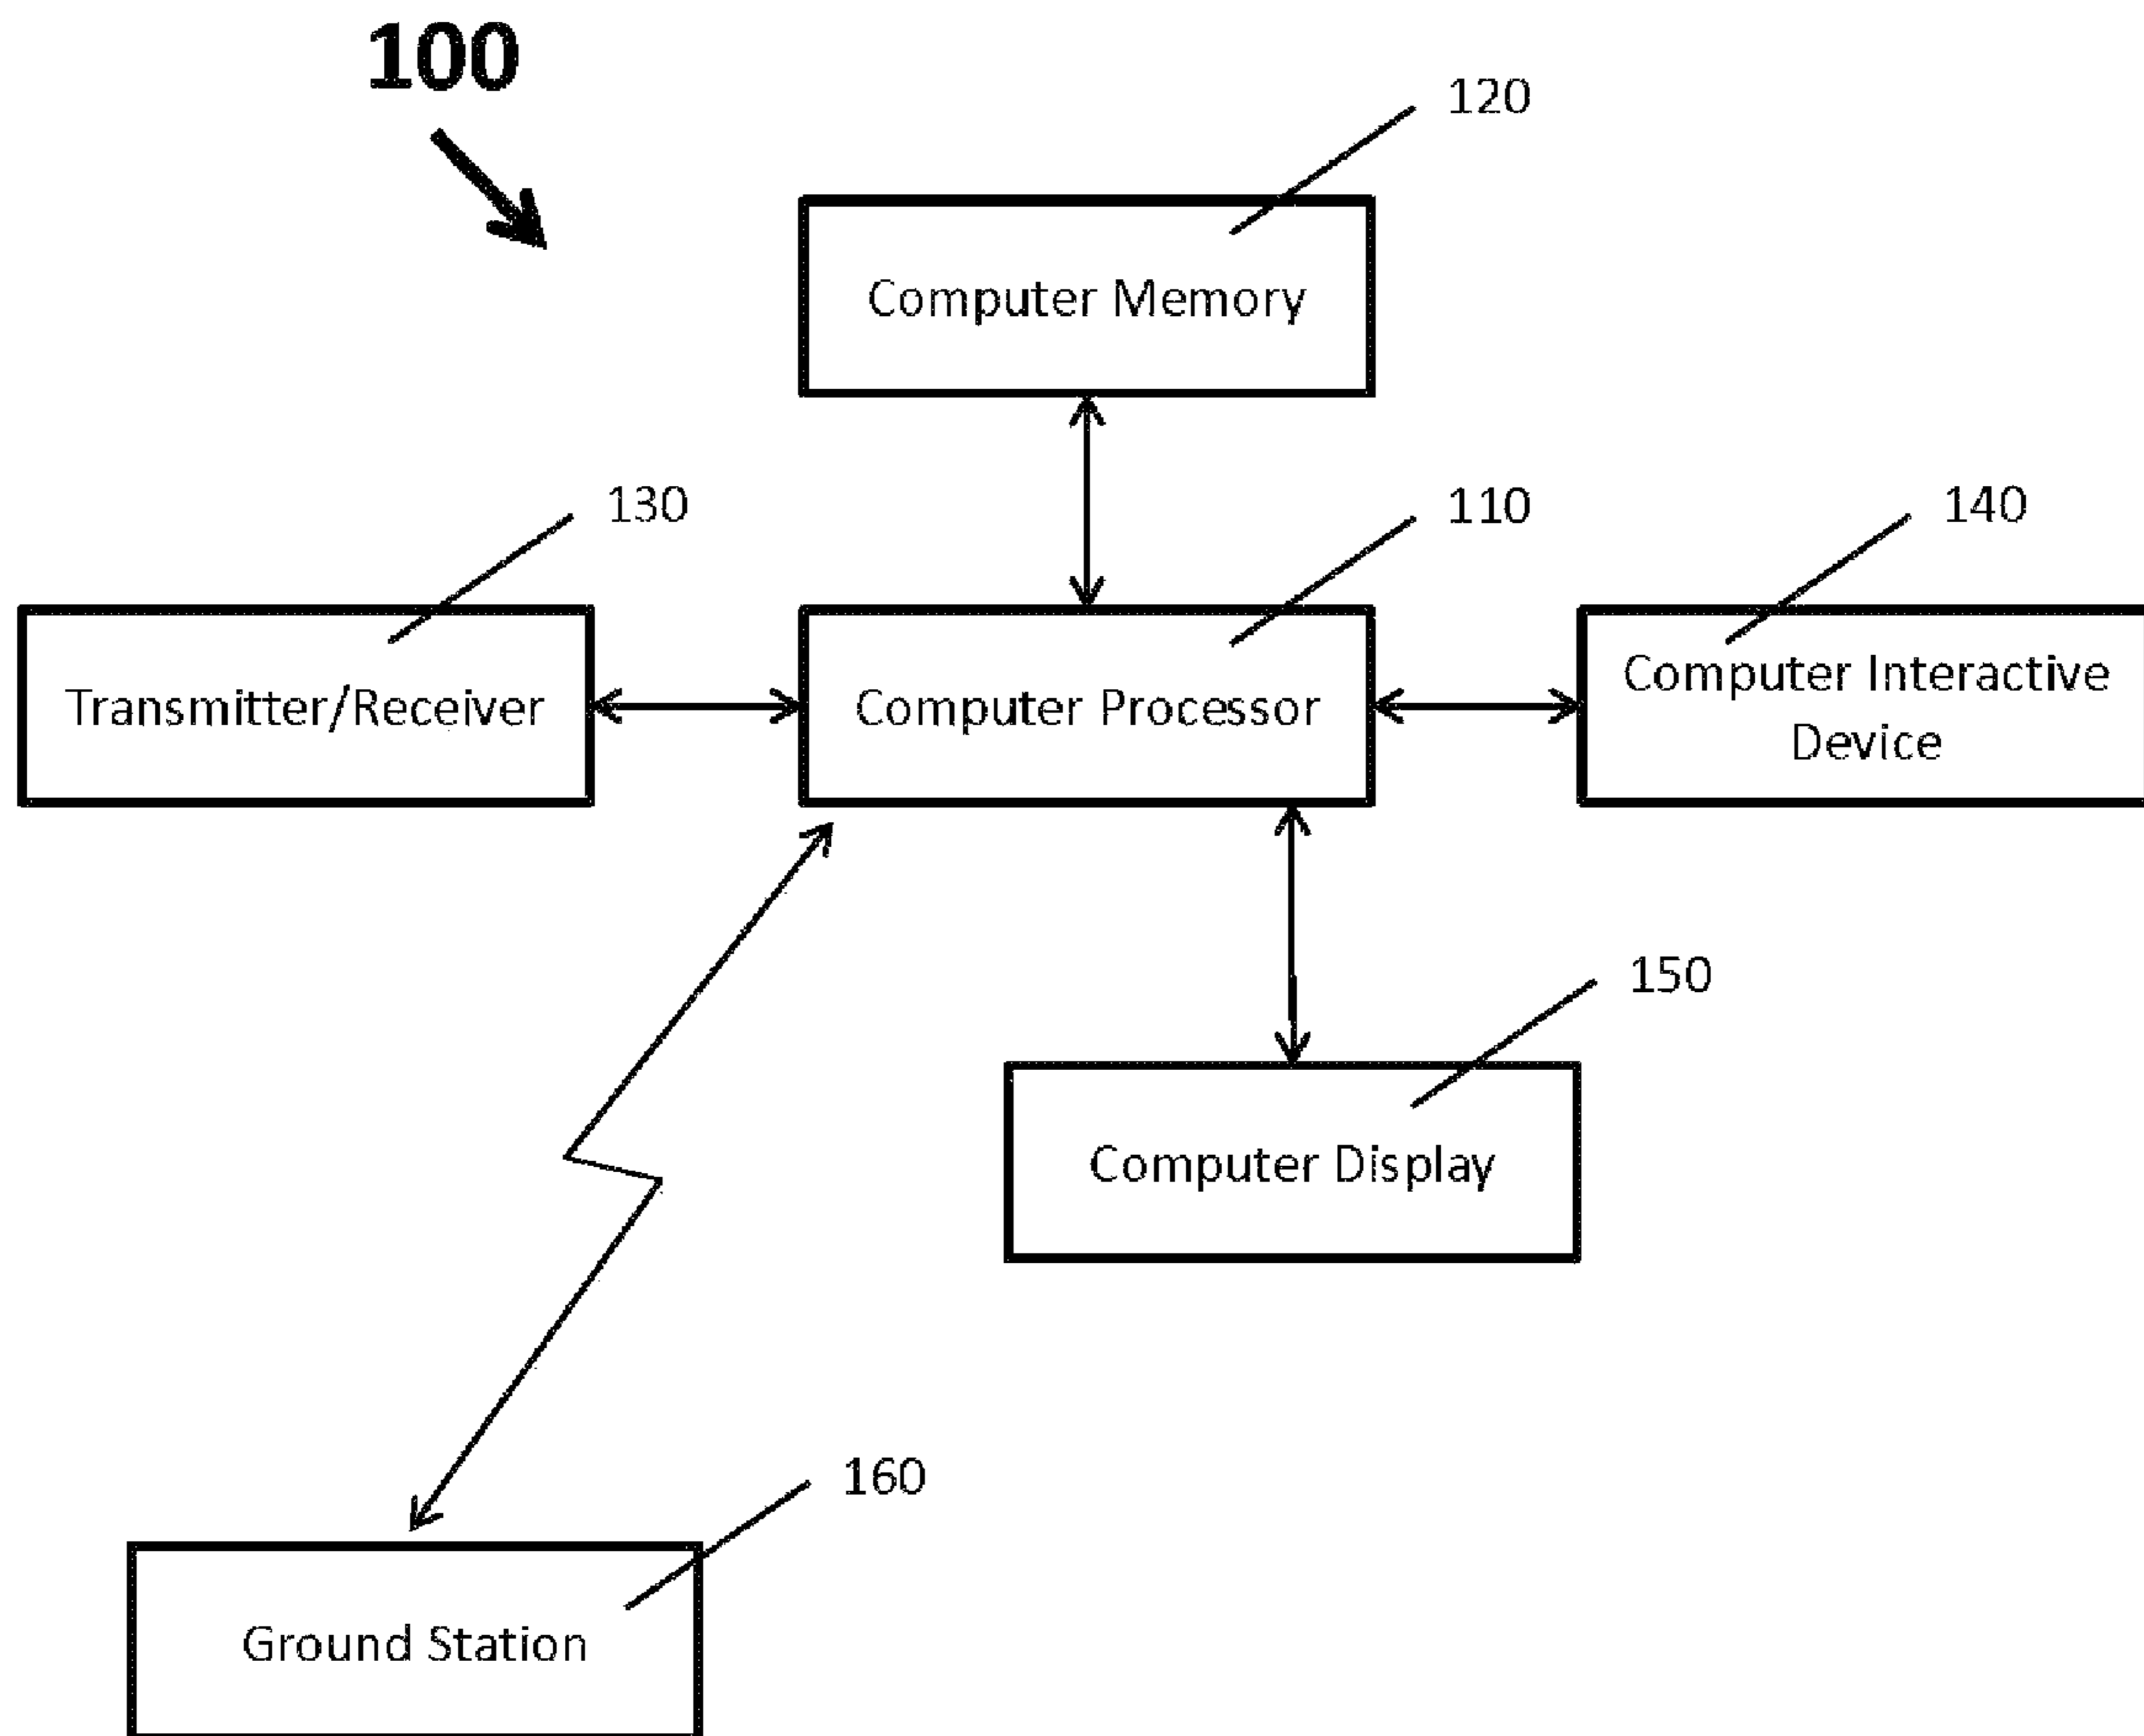 100
120
Computer Memory
130
110
140
Transmitter/Receiver
Computer Processor
Computer Interactive
Device
150
Computer Display
160
Ground Station